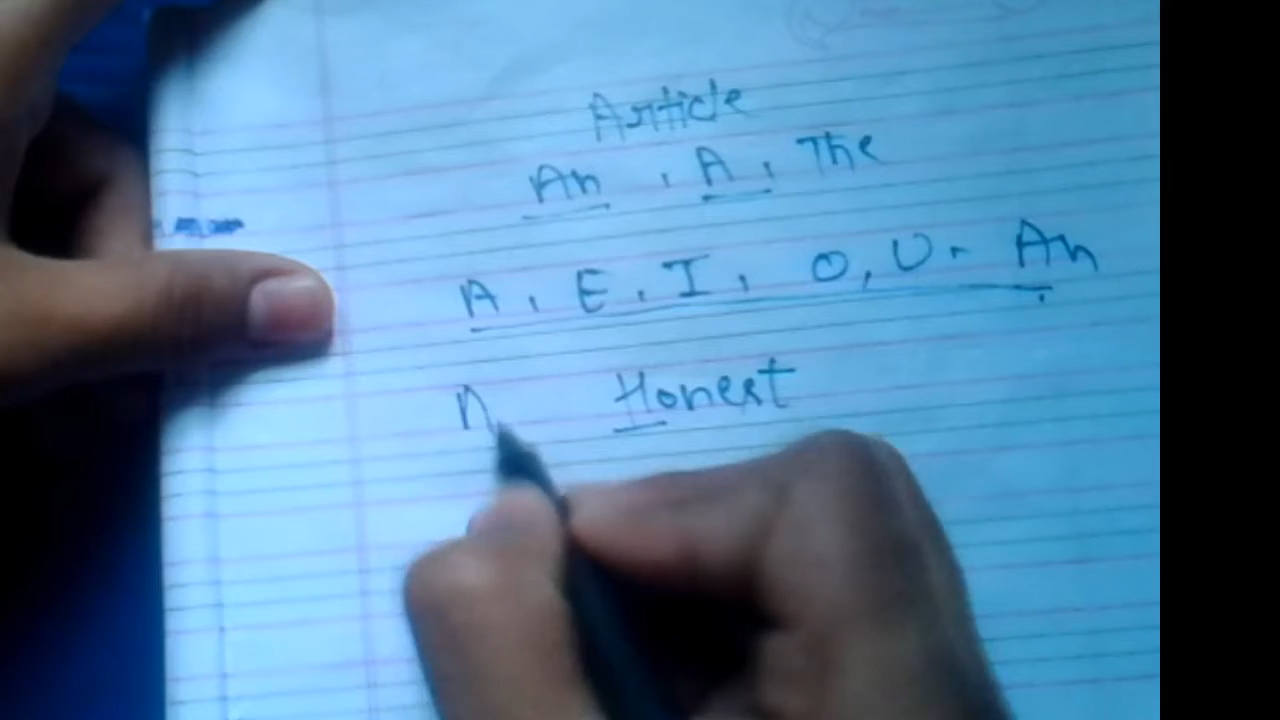 Article
An , A , The
A , E , I , O , U - An
Honest